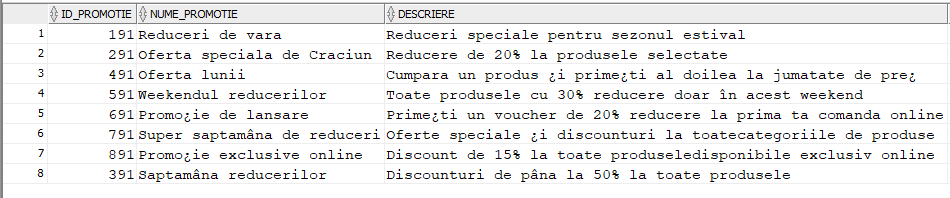 ID_PROMOTIE NUME_PROMOTIE DESCRIERE
1 191 Reduceri de vara Reduceri speciale pentru sezonul estival
2 291 Oferta speciala de Craciun Reducere de 20% la produsele selectate
3 491 Oferta lunii Cumpara un produs ¿i prime¿ti al doilea la jumatate de pre¿
4 591 Weekendul reducerilor Toate produsele cu 30% reducere doar în acest weekend
5 691 Promo¿ie de lansare Prime¿ti un voucher de 20% reducere la prima ta comanda online
6 791 Super saptamâna de reduceri Oferte speciale ¿i discounturi la toatecategoriile de produse
7 891 Promo¿ie exclusive online Discount de 15% la toate produseledisponibile exclusiv online
8 391 Saptamâna reducerilor Discounturi de pâna la 50% la toate produsele